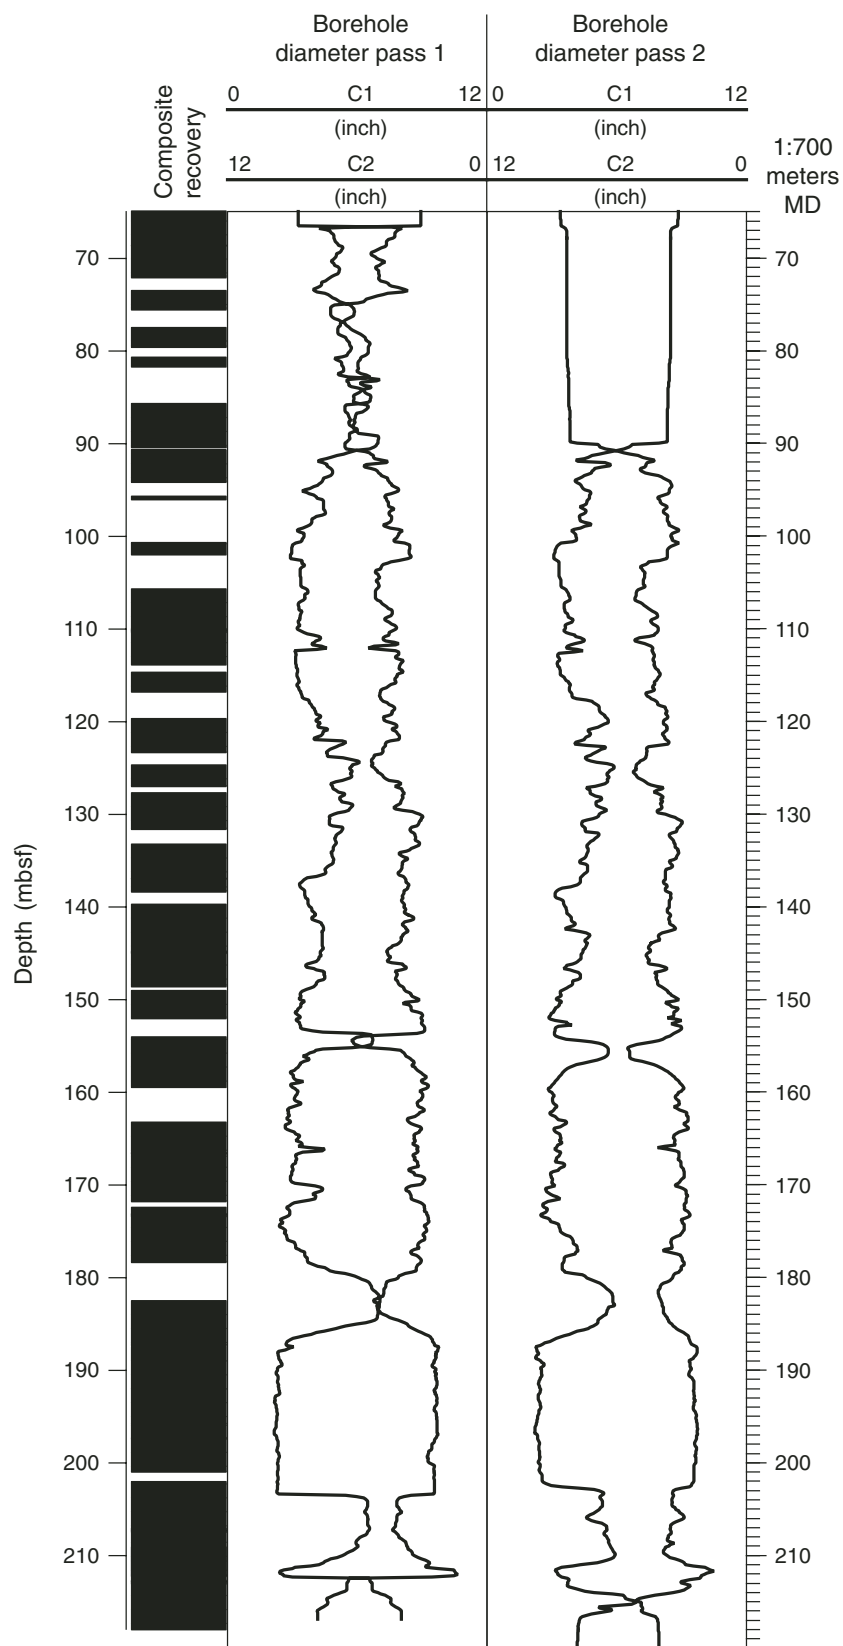 Borehole
diameter pass 1
Borehole
diameter pass 2
0 C1 12
0 C1 12
(inch)
(inch)
12 C2 0
12 C2 0
(inch)
(inch)
Composite
recovery
1:700
meters
MD
Depth (mbsf)
70
80
90
100
110
120
130
140
150
160
170
180
190
200
210
70
80
90
100
110
120
130
140
150
160
170
180
190
200
210